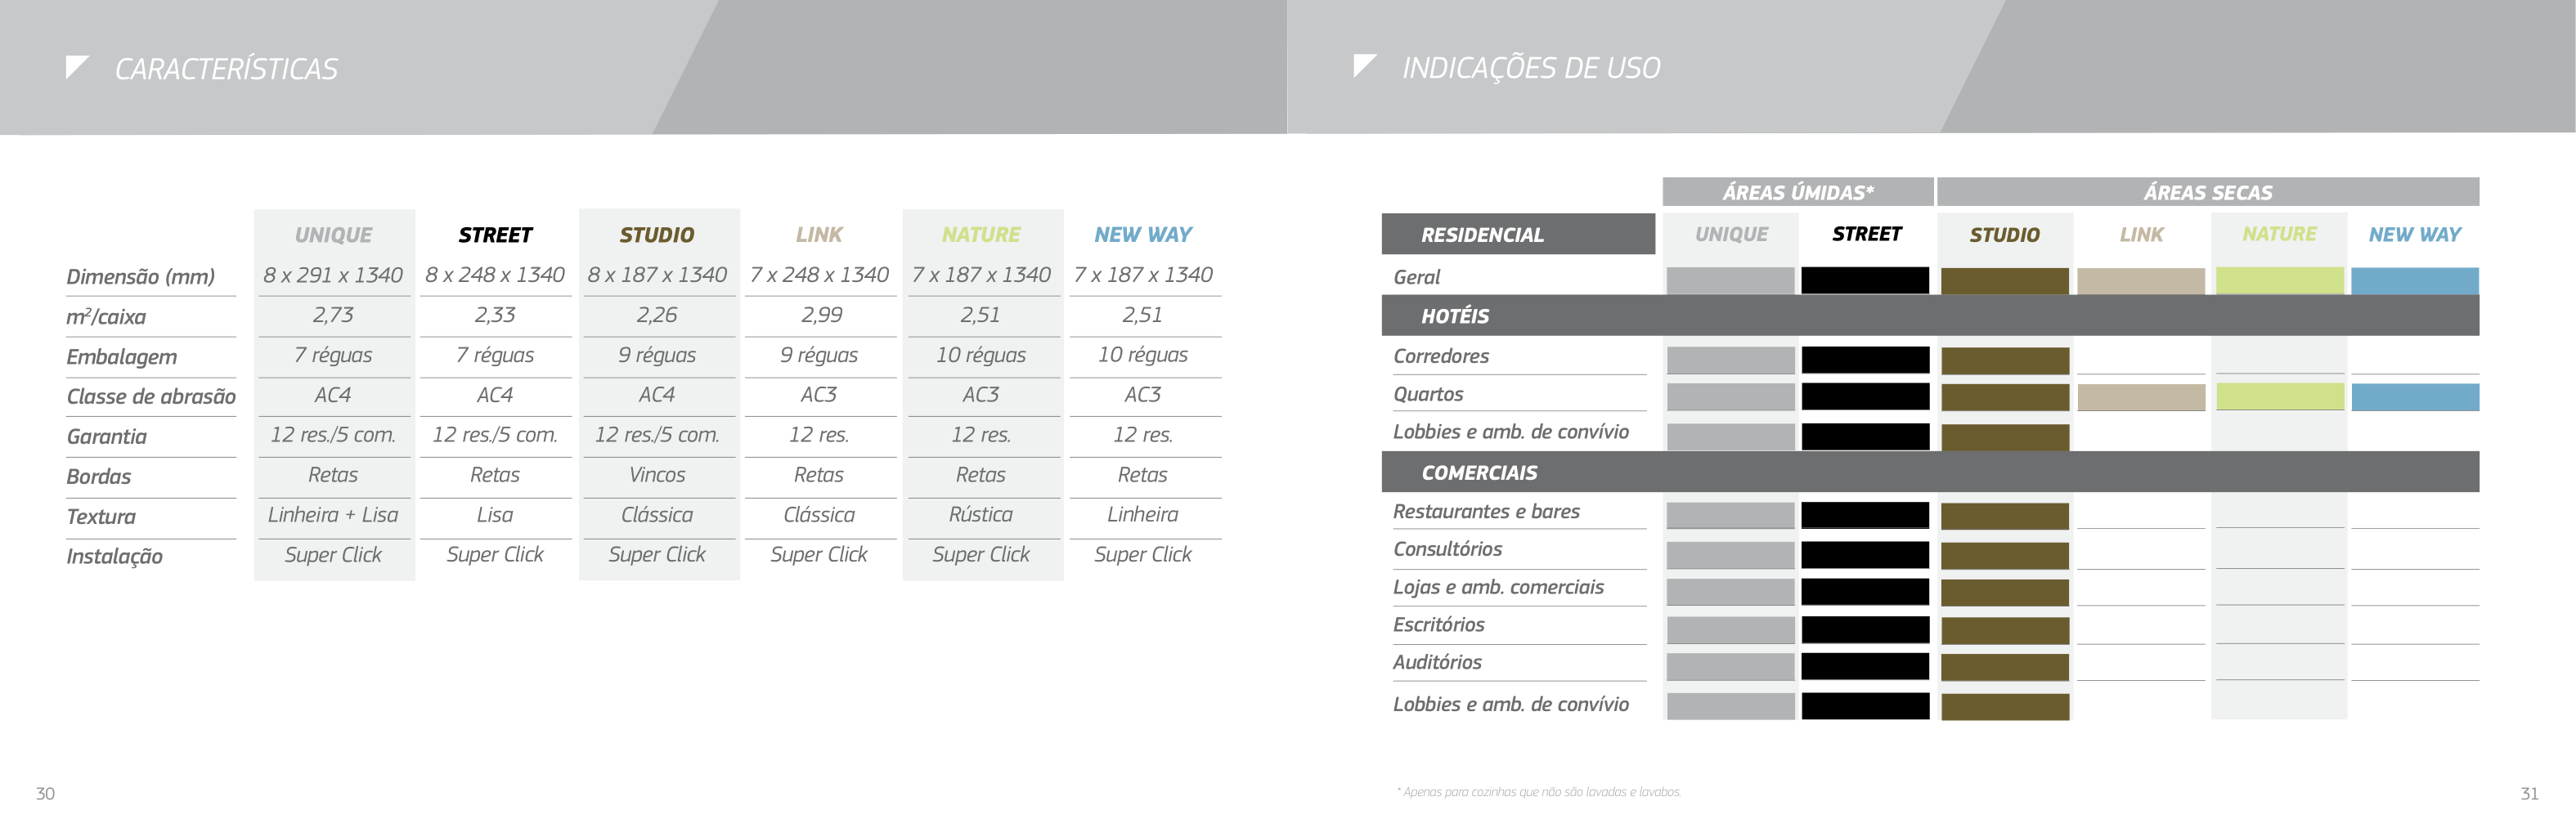 CARACTERÍSTICAS
UNIQUE STREET STUDIO LINK NATURE NEW WAY
Dimensão (mm) 8 x 291 x 1340 8 x 248 x 1340 8 x 187 x 1340 7 x 248 x 1340 7 x 187 x 1340 7 x 187 x 1340
m²/caixa 2,73 2,33 2,26 2,99 2,51 2,51
Embalagem 7 réguas 7 réguas 9 réguas 9 réguas 10 réguas 10 réguas
Classe de abrasão AC4 AC4 AC4 AC3 AC3 AC3
Garantia 12 res./5 com. 12 res./5 com. 12 res./5 com. 12 res. 12 res. 12 res.
Bordas Retas Retas Vincos Retas Retas Retas
Textura Linheira + Lisa Lisa Clássica Clássica Rústica Linheira
Instalação Super Click Super Click Super Click Super Click Super Click Super Click
30
INDICAÇÕES DE USO
ÁREAS ÚMIDAS* ÁREAS SECAS
RESIDENCIAL UNIQUE STREET STUDIO LINK NATURE NEW WAY
Geral
HOTÉIS
Corredores
Quartos
Lobbies e amb. de convívio
COMERCIAIS
Restaurantes e bares
Consultórios
Lojas e amb. comerciais
Escritórios
Auditórios
Lobbies e amb. de convívio
* Apenas para cozinhas que não são lavadas e lavabos.
31